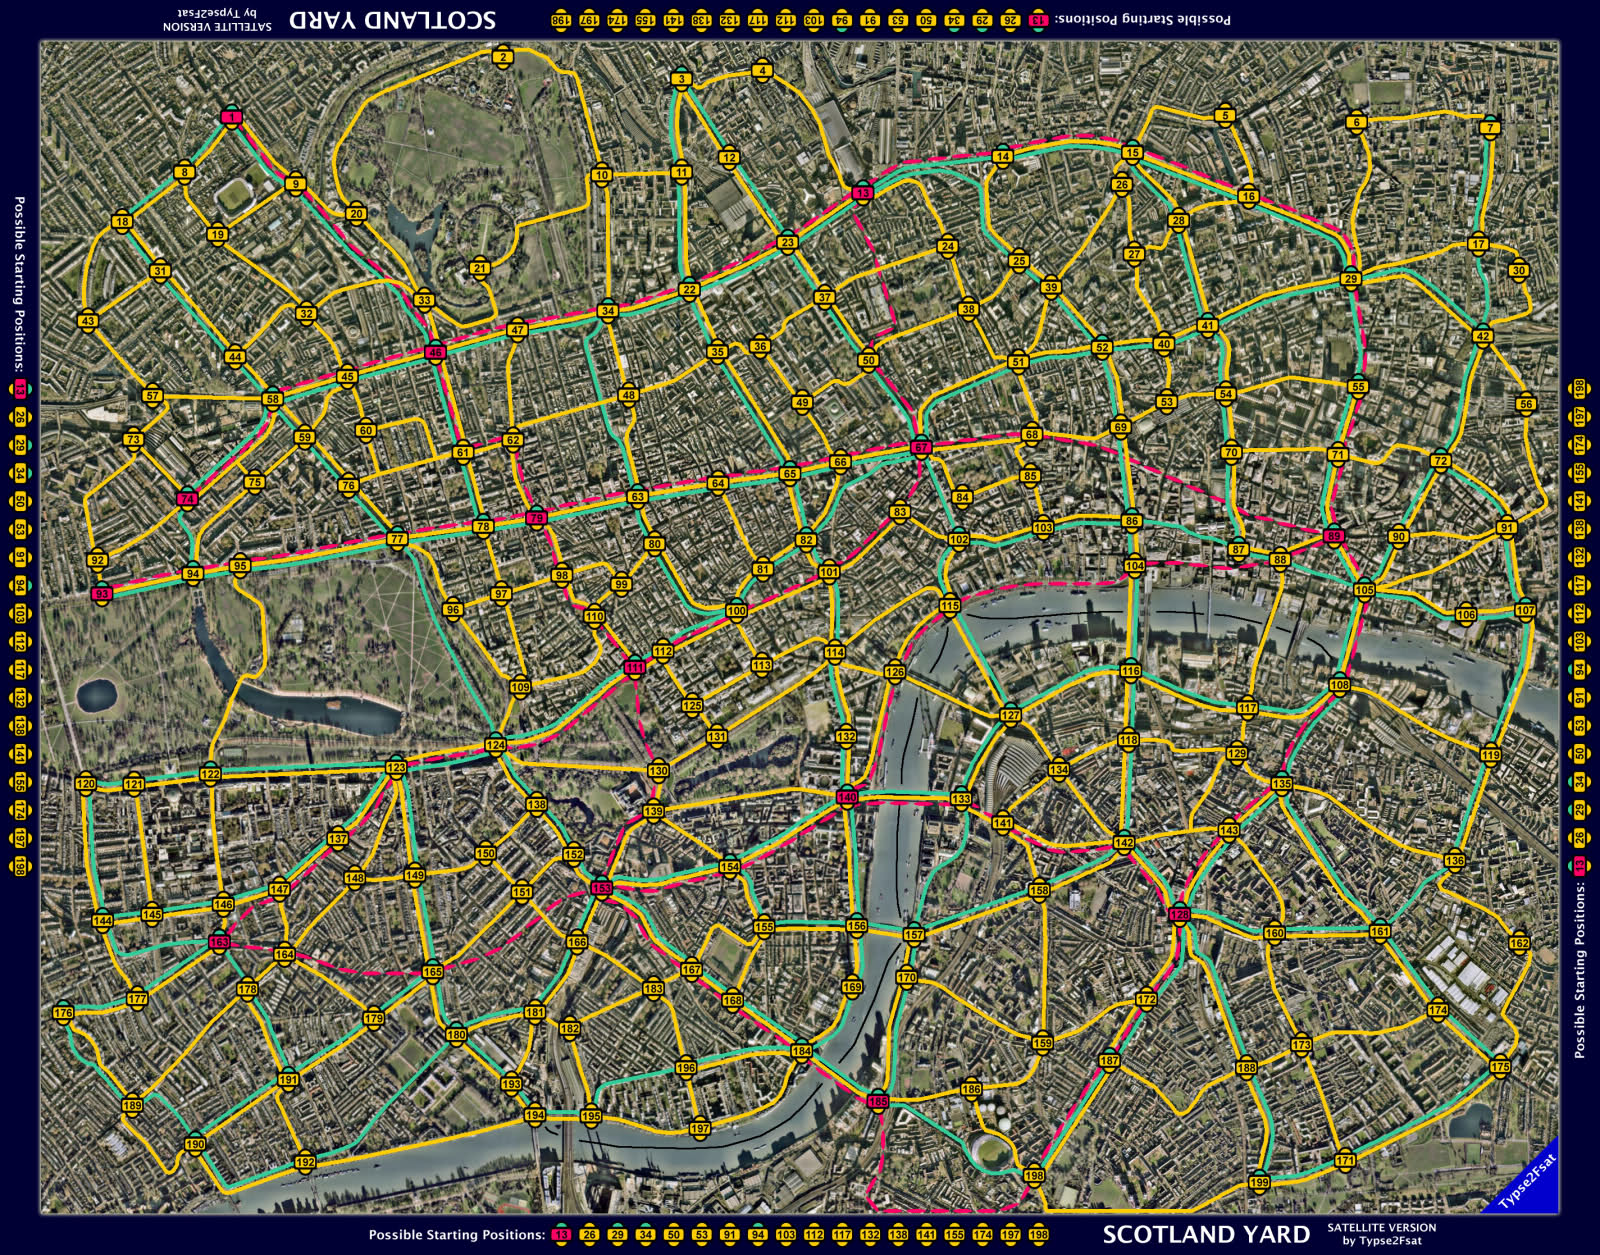 SCOTLAND YARD
SATELLITE VERSION
by Typse2Fsat
Possible Starting Positions: 13 26 29 34 50 53 91 94 103 112 117 132 138 141 155 174 197 198
2
3 4
1 5 6 7
12 14 15
8 9 10 11 13 26 16
18 19 20 28 17
21 23 24 27 25 30
31 33 22 37 39 29
43 32 47 34 38 41 42
44 46 35 36 50 51 52 40
57 58 45 48 49 53 54 55 56
73 59 60 61 62 66 67 68 69 70 71 72
74 75 76 63 64 65 84 85
92 77 78 79 80 82 83 102 103 86 87 88 89 90 91
93 94 95 96 97 98 99 81 101 100 104 105 106 107
110 115
111 112 113 114 126 116 108
109 125 127 117
124 131 132 118 129 119
120 121 122 123 130 134 135
138 139 140 133 141 143
137 150 152 154 142 136
148 149 151 153 158
144 145 146 147 155 156 157 128 160 161 162
163 164 165 166 167 170
176 177 178 179 181 182 183 168 169 172 174
180 184 159 173
189 191 193 196 185 186 187 188 175
190 192 194 195 197 198 199 171
Possible Starting Positions: 13 26 29 34 50 53 91 94 103 112 117 132 138 141 155 174 197 198
Possible Starting Positions: 13 26 29 34 50 53 91 94 103 112 117 132 138 141 155 174 197 198
Typse2Fsat
Possible Starting Positions: 13 26 29 34 50 53 91 94 103 112 117 132 138 141 155 174 197 198
SCOTLAND YARD
SATELLITE VERSION
by Typse2Fsat